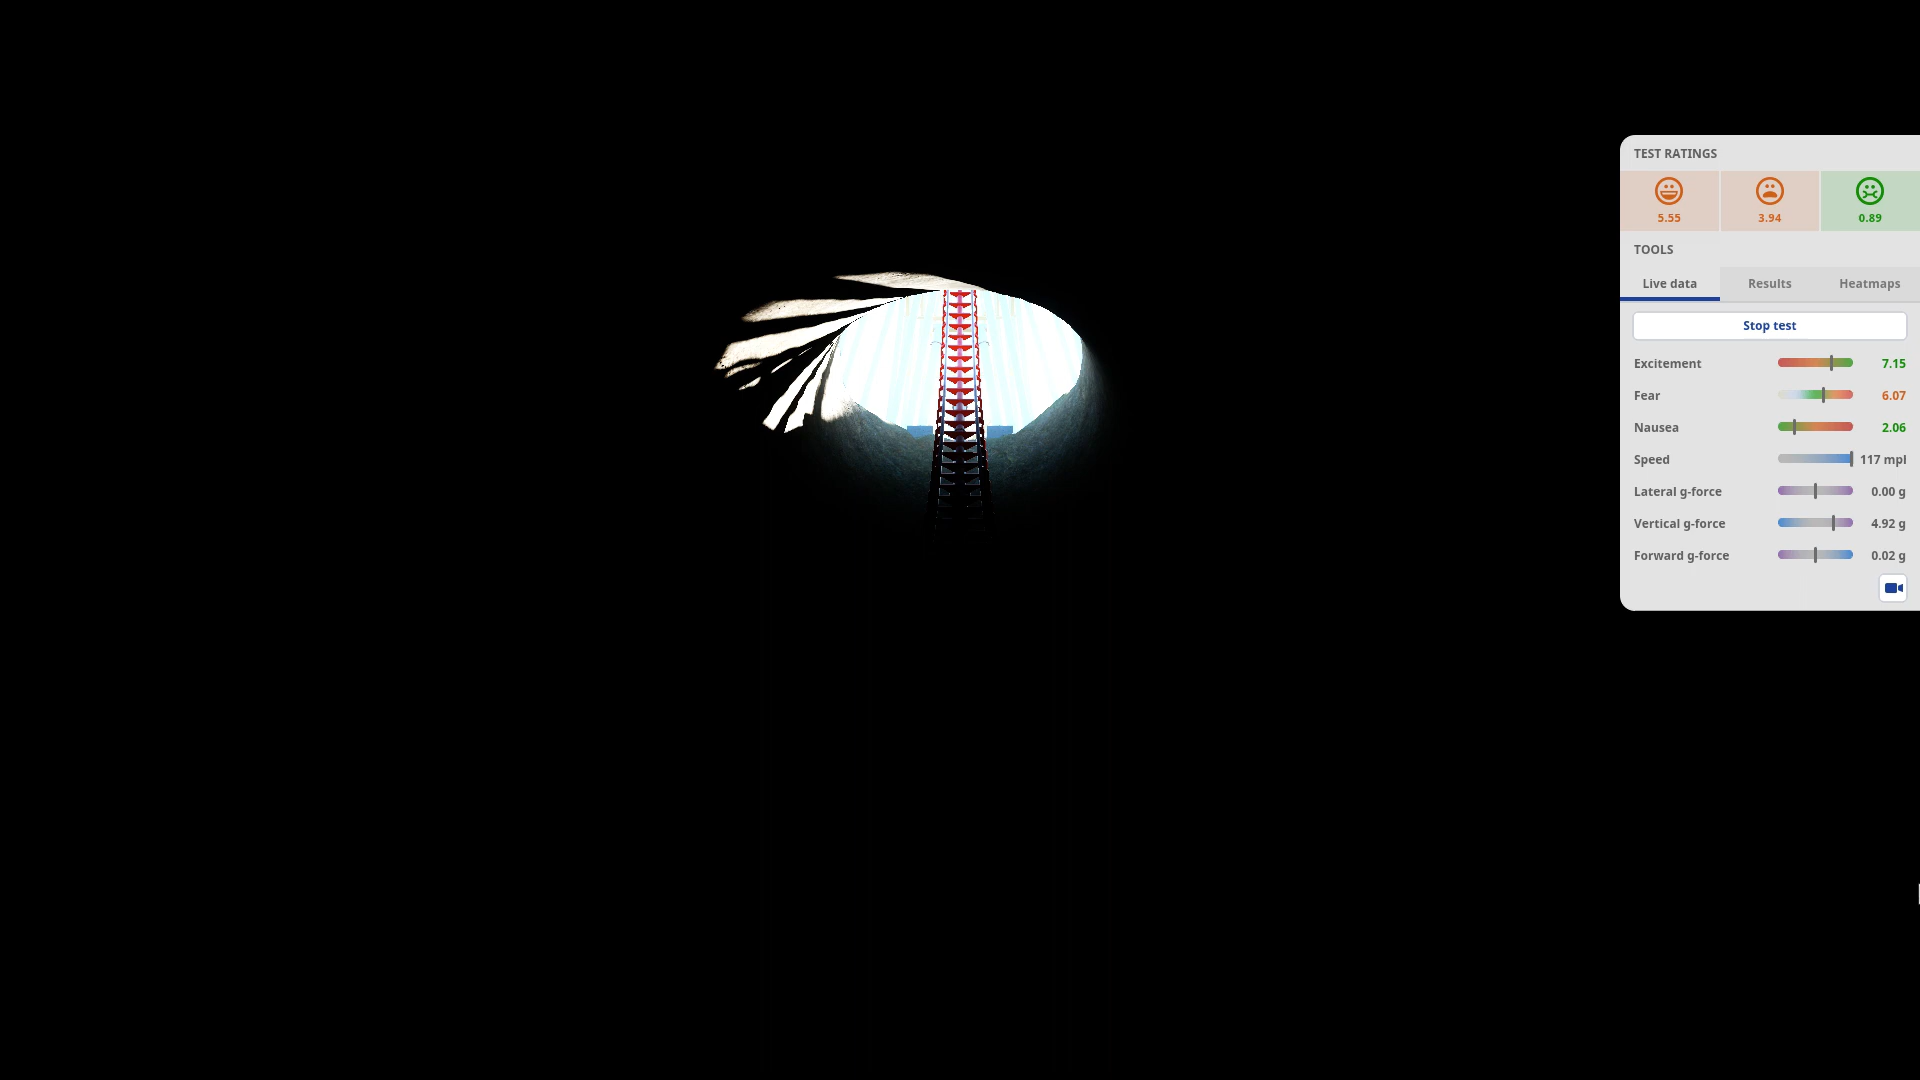 TEST RATINGS
5.55 3.94 0.89
TOOLS
Live data Results Heatmaps
Stop test
Excitement 7.15
Fear 6.07
Nausea 2.06
Speed 117 mpl
Lateral g-force 0.00 g
Vertical g-force 4.92 g
Forward g-force 0.02 g